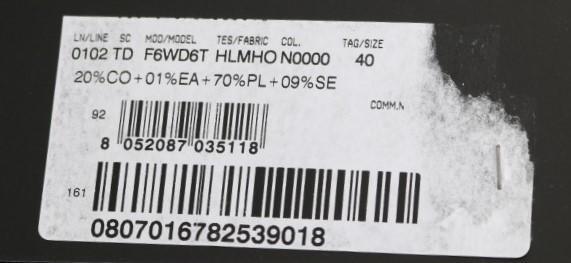 LN/LINE SC MOD/MODEL TES/FABRIC COL. TAG/SIZE
0102 TD F6WD6T HLMHO N0000 40
20%CO+01%EA+70%PL+09%SE
COMM.N
92
8 052087 035118
161
0807016782539018